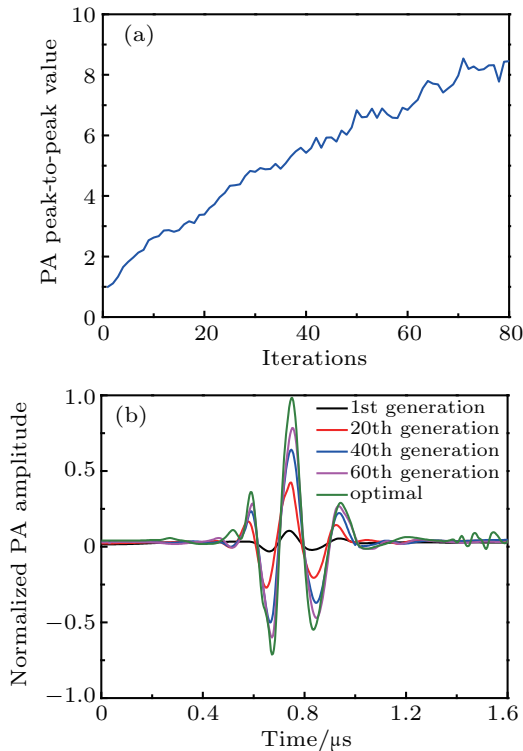 (a)
PA peak-to-peak value
10
8
6
4
2
0
0
20
40
60
80
Iterations
(b)
Normalized PA amplitude
1.0
0.5
0
−0.5
−1.0
1st generation
20th generation
40th generation
60th generation
optimal
0
0.4
0.8
1.2
1.6
Time/μs